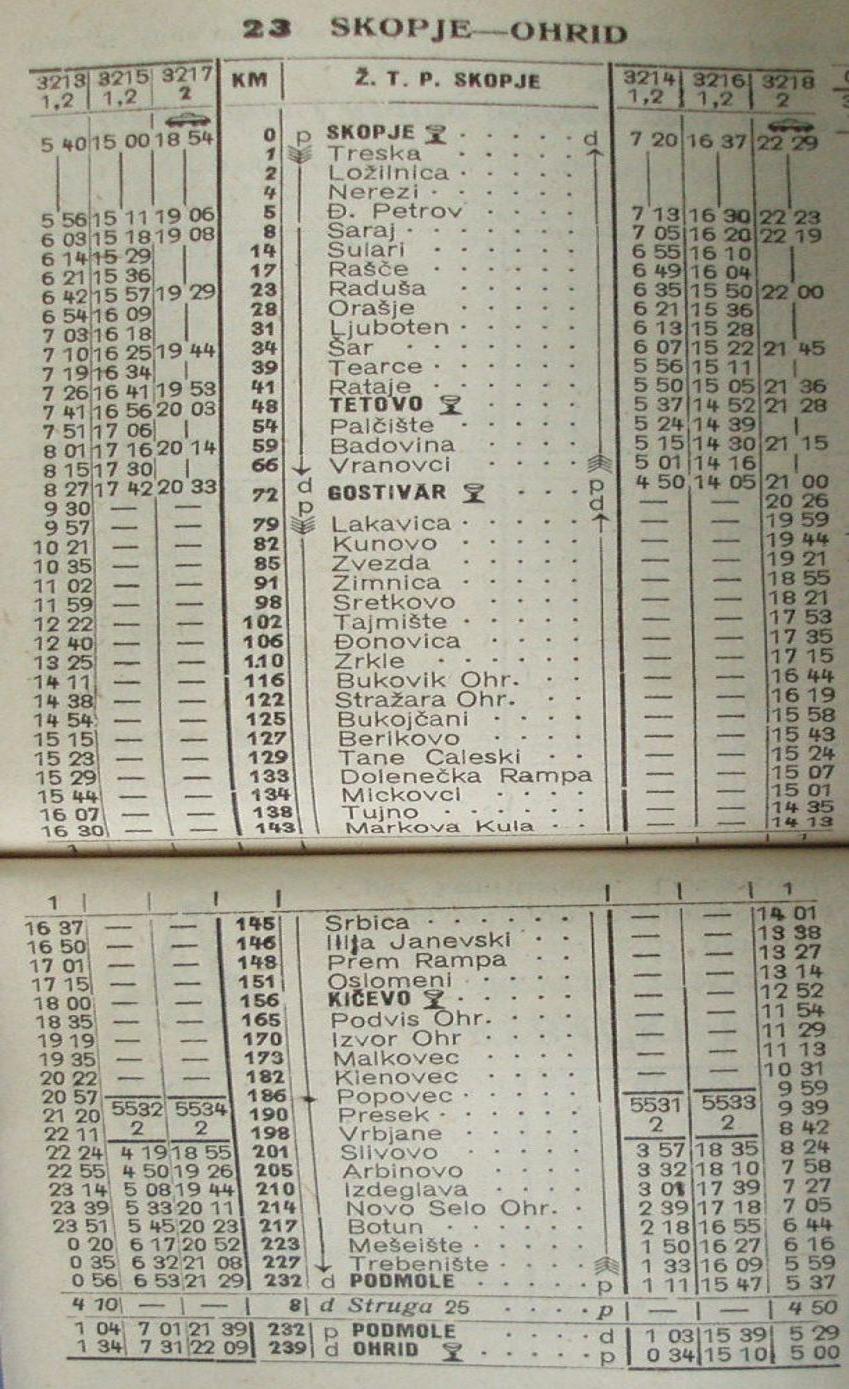 23 SKOPJE—OHRID
3213 3215 3217 KM Ž. T. P. SKOPJE 3214 3216 3218
1,2 1,2 2 1,2 1,2 2
5 40 15 00 18 54 0 p SKOPJE d 7 20 16 37 22 29
1 Treska
2 Ložilnica
4 Nerezi
5 56 15 11 19 06 5 Đ. Petrov 7 13 16 30 22 23
6 03 15 18 19 08 8 Saraj 7 05 16 20 22 19
6 14 15 29 14 Sulari 6 55 16 10
6 21 15 36 17 Rašče 6 49 16 04
6 42 15 57 19 29 23 Raduša 6 35 15 50 22 00
6 54 16 09 28 Orašje 6 21 15 36
7 03 16 18 31 Ljuboten 6 13 15 28
7 10 16 25 19 44 34 Šar 6 07 15 22 21 45
7 19 16 34 39 Tearce 5 56 15 11
7 26 16 41 19 53 41 Rataje 5 50 15 05 21 36
7 41 16 56 20 03 48 TETOVO 5 37 14 52 21 28
7 51 17 06 54 Palčište 5 24 14 39
8 01 17 16 20 14 59 Badovina 5 15 14 30 21 15
8 15 17 30 66 Vranovci 5 01 14 16
8 27 17 42 20 33 72 d GOSTIVAR p 4 50 14 05 21 00
9 30 — — p d — — 20 26
9 57 — — 79 Lakavica — — 19 59
10 21 — — 82 Kunovo — — 19 44
10 35 — — 85 Zvezda — — 19 21
11 02 — — 91 Zimnica — — 18 55
11 59 — — 98 Sretkovo — — 18 21
12 22 — — 102 Tajmište — — 17 53
12 40 — — 106 Đonovica — — 17 35
13 25 — — 110 Zrkle — — 17 15
14 11 — — 116 Bukovik Ohr. — — 16 44
14 38 — — 122 Stražara Ohr. — — 16 19
14 54 — — 125 Bukojčani — — 15 58
15 15 — — 127 Berikovo — — 15 43
15 23 — — 129 Tane Caleski — — 15 24
15 29 — — 133 Dolenečka Rampa — — 15 07
15 44 — — 134 Mickovci — — 15 01
16 07 — — 138 Tujno — — 14 35
16 30 — — 143 Markova Kula — — 14 13
16 37 — — 145 Srbica — — 14 01
16 50 — — 146 Ilija Janevski — — 13 38
17 01 — — 148 Prem Rampa — — 13 27
17 15 — — 151 Oslomeni — — 13 14
18 00 — — 156 KIČEVO — — 12 52
18 35 — — 165 Podvis Ohr. — — 11 54
19 19 — — 170 Izvor Ohr — — 11 29
19 35 — — 173 Malkovec — — 11 13
20 22 — — 182 Klenovec — — 10 31
20 57 186 Popovec 9 59
21 20 5532 5534 190 Presek 5531 5533 9 39
22 11 2 2 198 Vrbjane 2 2 8 42
22 24 4 19 18 55 201 Slivovo 3 57 18 35 8 24
22 55 4 50 19 26 205 Arbinovo 3 32 18 10 7 58
23 14 5 08 19 44 210 Izdeglava 3 01 17 39 7 27
23 39 5 33 20 11 214 Novo Selo Ohr. 2 39 17 18 7 05
23 51 5 45 20 23 217 Botun 2 18 16 55 6 44
0 20 6 17 20 52 223 Mešeište 1 50 16 27 6 16
0 35 6 32 21 08 227 Trebenište 1 33 16 09 5 59
0 56 6 53 21 29 232 d PODMOLE p 1 11 15 47 5 37
4 10 — — 8 d Struga 25 p — — 4 50
1 04 7 01 21 39 232 p PODMOLE d 1 03 15 39 5 29
1 34 7 31 22 09 239 d OHRID p 0 34 15 10 5 00